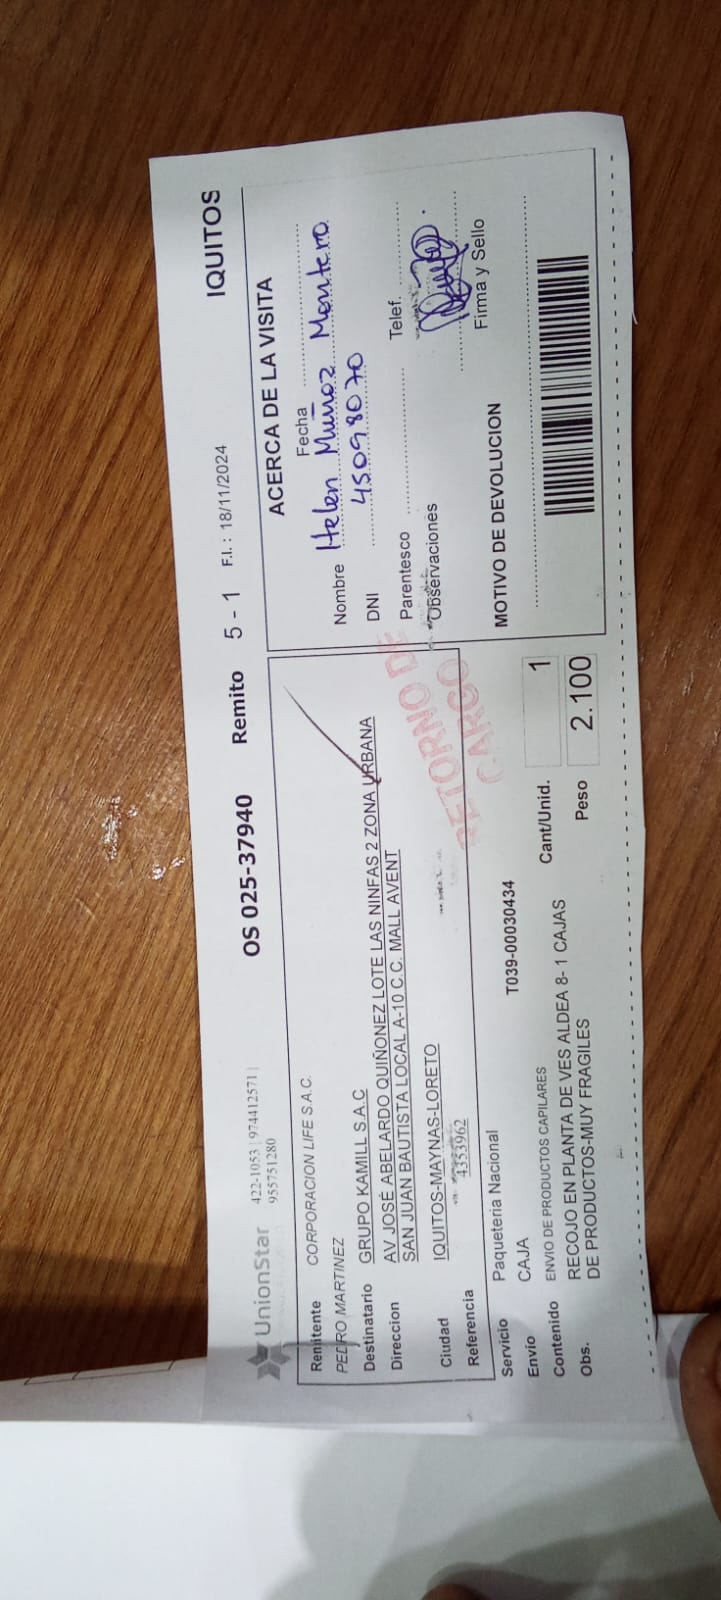 UnionStar
422-1053 | 974412571 |
955751280
OS 025-37940 Remito 5 - 1 F.I. : 18/11/2024 IQUITOS
Remitente CORPORACION LIFE S.A.C.
PEDRO MARTINEZ
Destinatario GRUPO KAMILL S.A.C
Direccion AV JOSÉ ABELARDO QUIÑONEZ LOTE LAS NINFAS 2 ZONA URBANA
SAN JUAN BAUTISTA LOCAL A-10 C.C. MALL AVENT
Ciudad IQUITOS-MAYNAS-LORETO
Referencia 4353962
RETORNO DE
CARGO
Servicio Paqueteria Nacional
Envio CAJA T039-00030434
Contenido ENVIO DE PRODUCTOS CAPILARES
Obs. RECOJO EN PLANTA DE VES ALDEA 8- 1 CAJAS
DE PRODUCTOS-MUY FRAGILES
Cant/Unid. 1
Peso 2.100
ACERCA DE LA VISITA
Fecha
Nombre Helen Muñoz Montero
DNI 45098070
Parentesco Telef.
Observaciones
Firma y Sello
MOTIVO DE DEVOLUCION